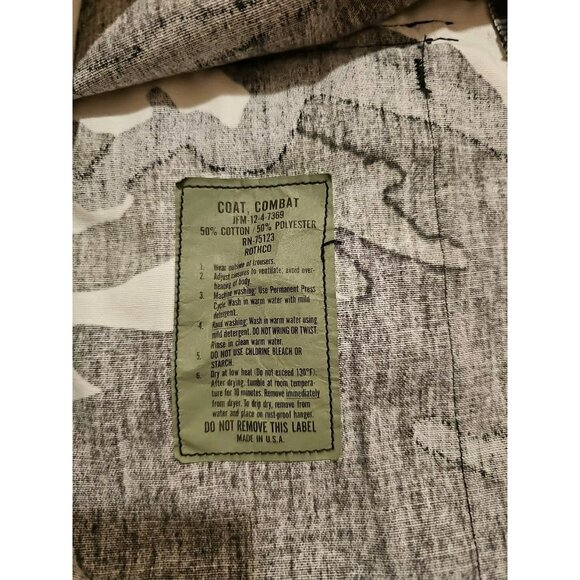 COAT, COMBAT
JFM-12-4-7369
50% COTTON / 50% POLYESTER
RN-75123
ROTHCO
1. Wear outside of trousers.
2. Adjust closures to ventilate; avoid over-
heating of body.
3. Machine washing: Use Permanent Press
Cycle. Wash in warm water with mild
detergent.
4. Hand washing: Wash in warm water using
mild detergent. DO NOT WRING OR TWIST.
Rinse in clean warm water.
5. DO NOT USE CHLORINE BLEACH OR
STARCH.
6. Dry at low heat (Do not exceed 130°F).
After drying, tumble at room, tempera-
ture for 10 minutes. Remove immediately
from dryer. To drip dry, remove from
water and place on rust-proof hanger.
DO NOT REMOVE THIS LABEL
MADE IN U.S.A.